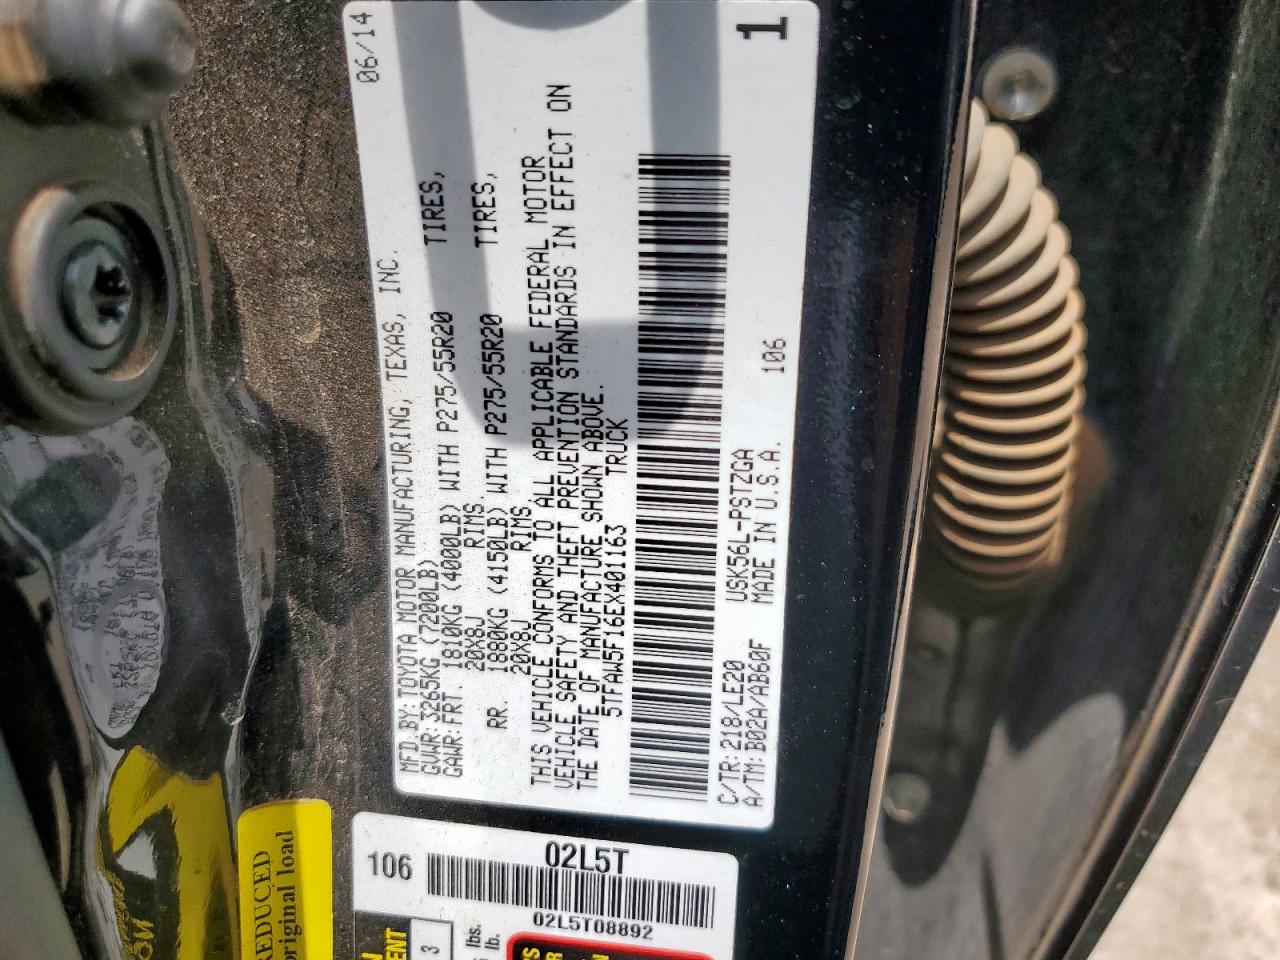 MFD.BY:TOYOTA MOTOR MANUFACTURING, TEXAS, INC. 06/14
GVWR:3265KG (7200LB)
GAWR:FRT. 1810KG (4000LB) WITH P275/55R20 TIRES,
20X8J RIMS,
RR. 1880KG (4150LB) WITH P275/55R20 TIRES,
20X8J RIMS.
THIS VEHICLE CONFORMS TO ALL APPLICABLE FEDERAL MOTOR
VEHICLE SAFETY AND THEFT PREVENTION STANDARDS IN EFFECT ON
THE DATE OF MANUFACTURE SHOWN ABOVE.
5TFAW5F16EX401163 TRUCK
C/TR:218/LE20 USK56L-PSTZGA
A/TM:B02A/AB60F MADE IN U.S.A. 106
1
106
02L5T
02L5T08892
REDUCED
original load
3
lbs.
lb.